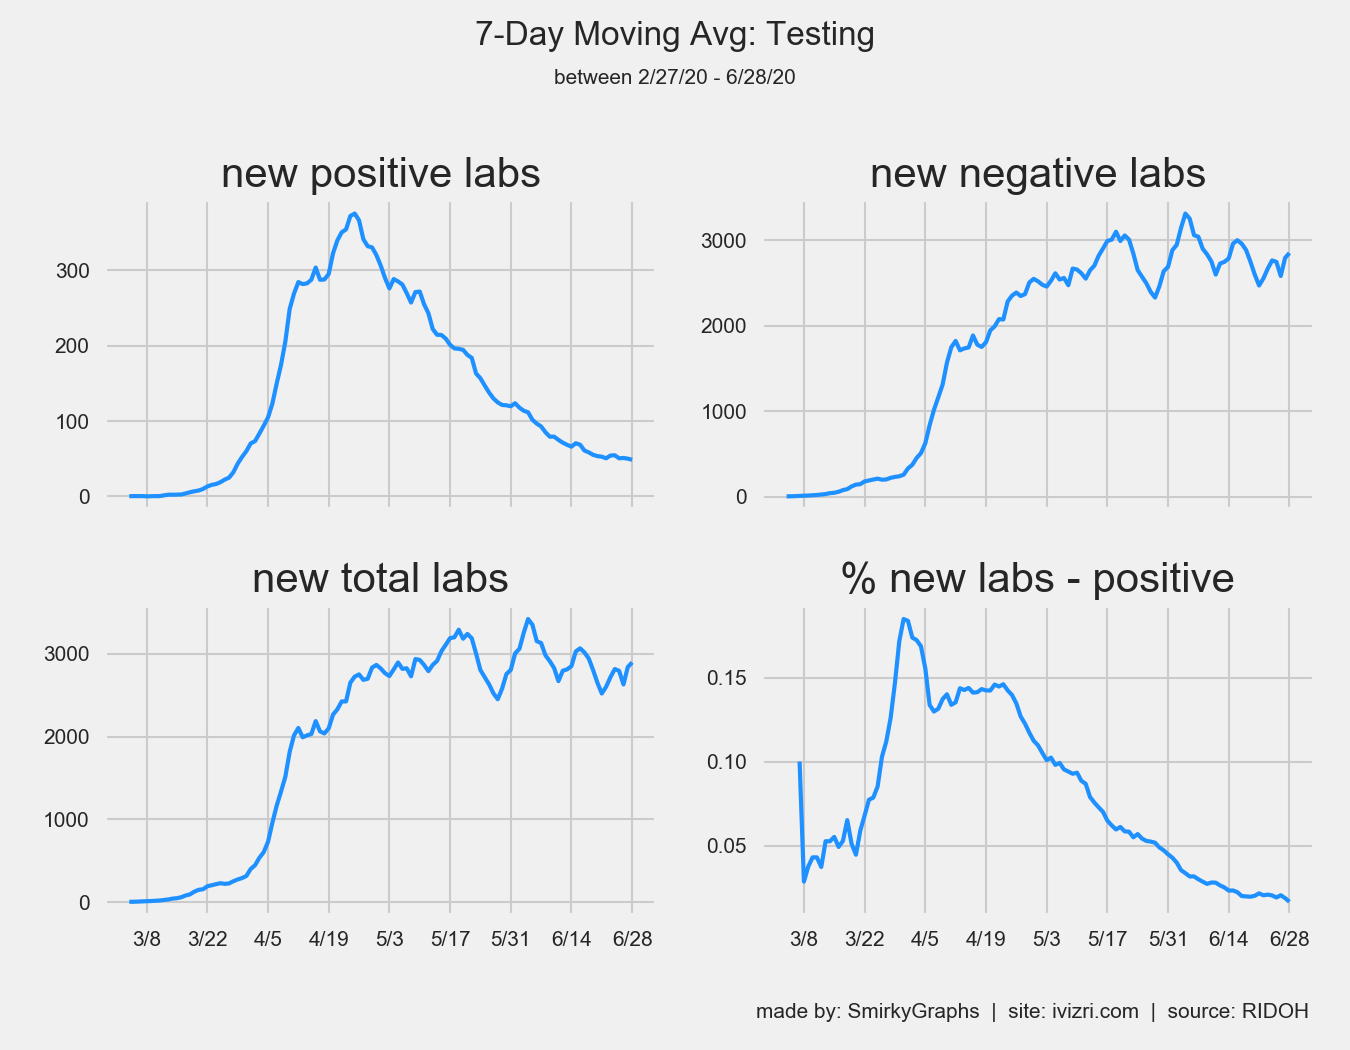 7-Day Moving Avg: Testing
between 2/27/20 - 6/28/20
new positive labs
300
200
100
0
new negative labs
3000
2000
1000
0
new total labs
3000
2000
1000
0
3/8 3/22 4/5 4/19 5/3 5/17 5/31 6/14 6/28
% new labs - positive
0.15
0.10
0.05
3/8 3/22 4/5 4/19 5/3 5/17 5/31 6/14 6/28
made by: SmirkyGraphs | site: ivizri.com | source: RIDOH